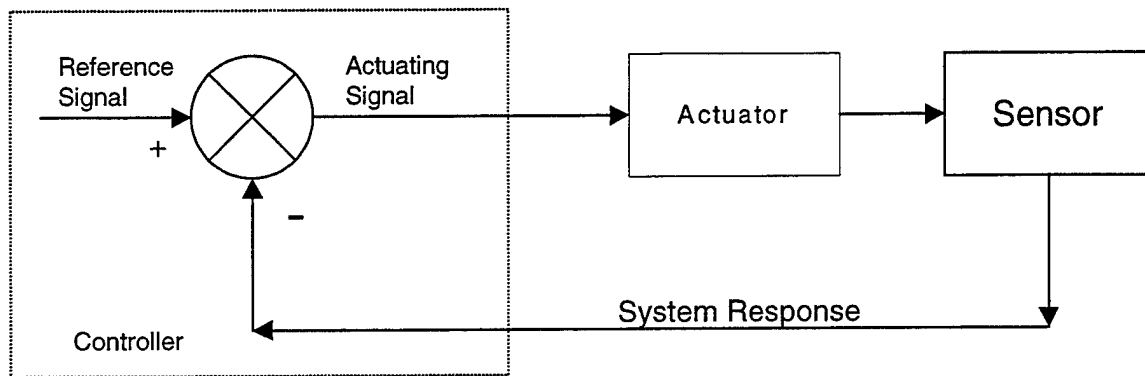 Reference
Signal
Actuating
Signal
Actuator
Sensor
+
–
System Response
Controller